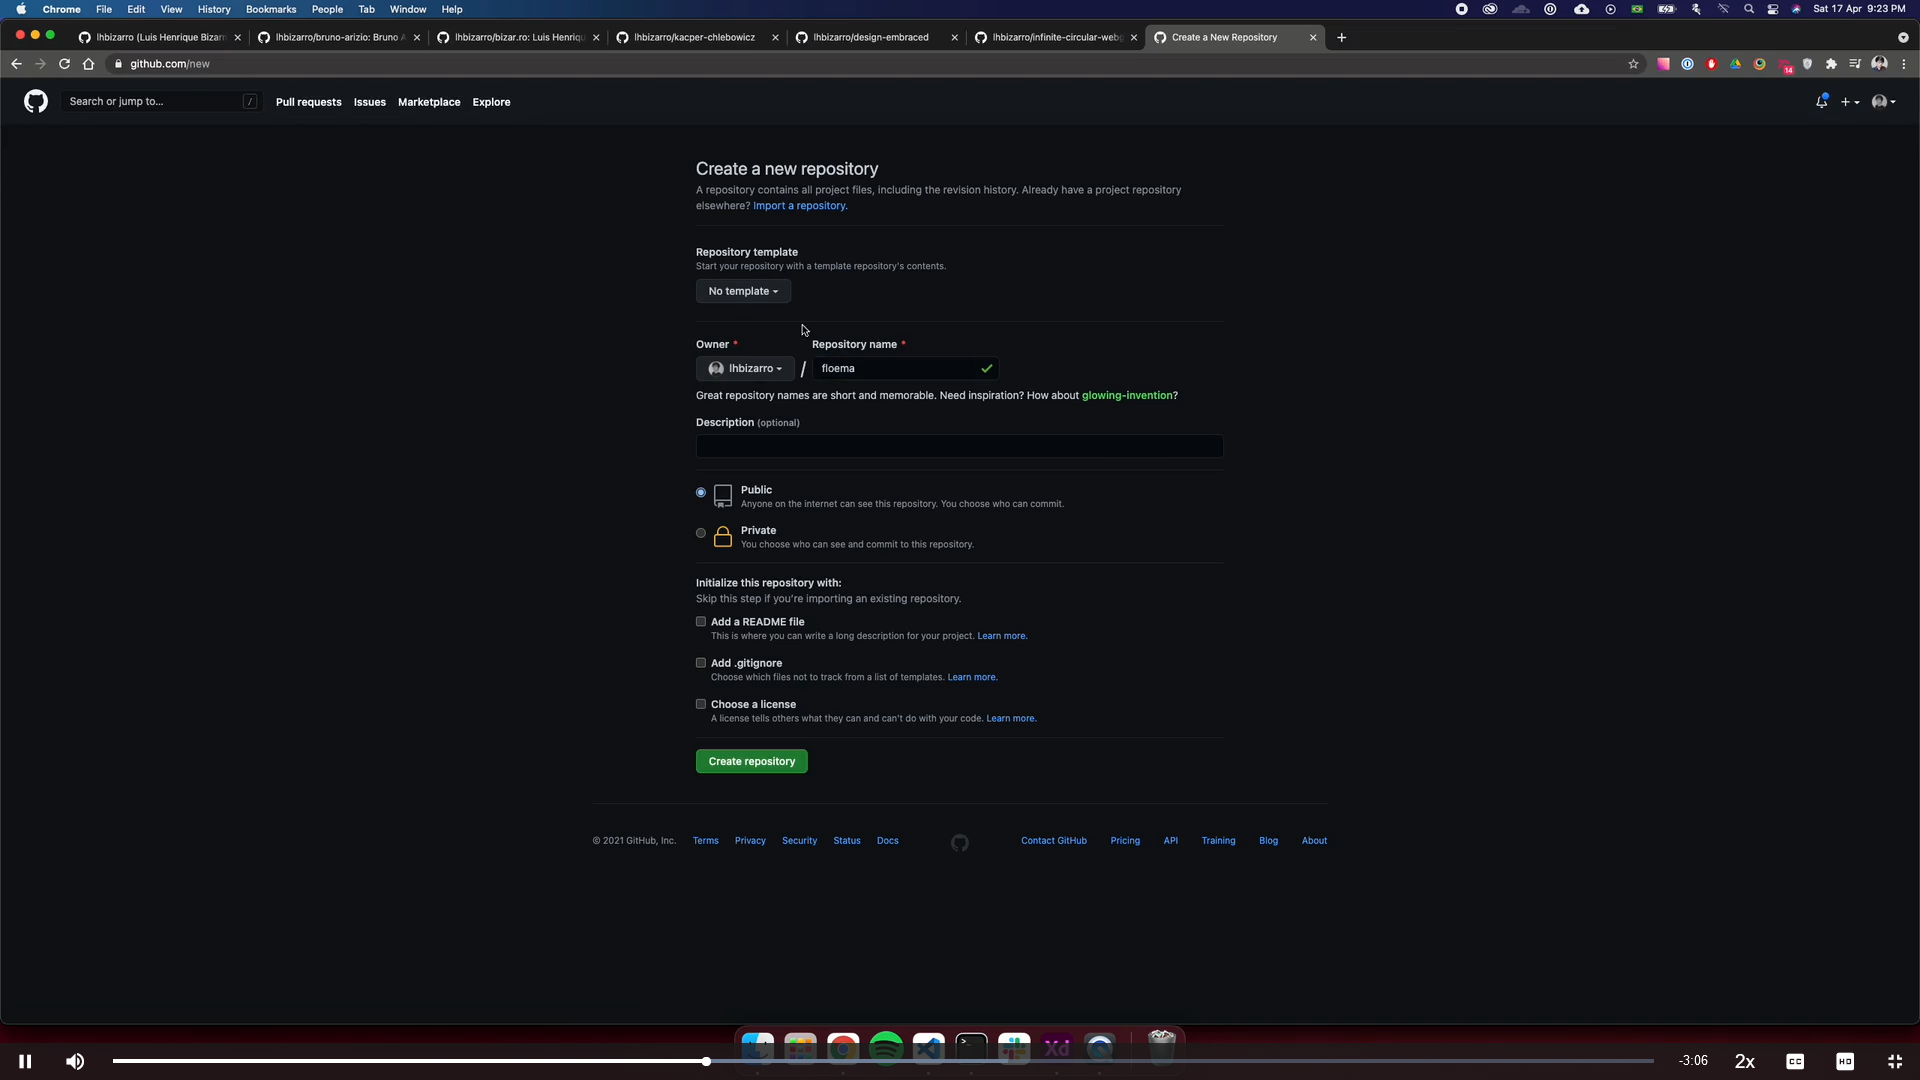 Chrome File Edit View History Bookmarks People Tab Window Help
Sat 17 Apr 9:23 PM
lhbizarro (Luis Henrique Bizarr
lhbizarro/bruno-arizio: Bruno A
lhbizarro/bizar.ro: Luis Henriqu
lhbizarro/kacper-chlebowicz
lhbizarro/design-embraced
lhbizarro/infinite-circular-webg
Create a New Repository
github.com/new
14
Search or jump to... /
Pull requests Issues Marketplace Explore
Create a new repository
A repository contains all project files, including the revision history. Already have a project repository
elsewhere? Import a repository.
Repository template
Start your repository with a template repository's contents.
No template
Owner * Repository name *
lhbizarro / floema
Great repository names are short and memorable. Need inspiration? How about glowing-invention?
Description (optional)
Public
Anyone on the internet can see this repository. You choose who can commit.
Private
You choose who can see and commit to this repository.
Initialize this repository with:
Skip this step if you're importing an existing repository.
Add a README file
This is where you can write a long description for your project. Learn more.
Add .gitignore
Choose which files not to track from a list of templates. Learn more.
Choose a license
A license tells others what they can and can't do with your code. Learn more.
Create repository
© 2021 GitHub, Inc. Terms Privacy Security Status Docs Contact GitHub Pricing API Training Blog About
Xd
-3:06 2x CC HD